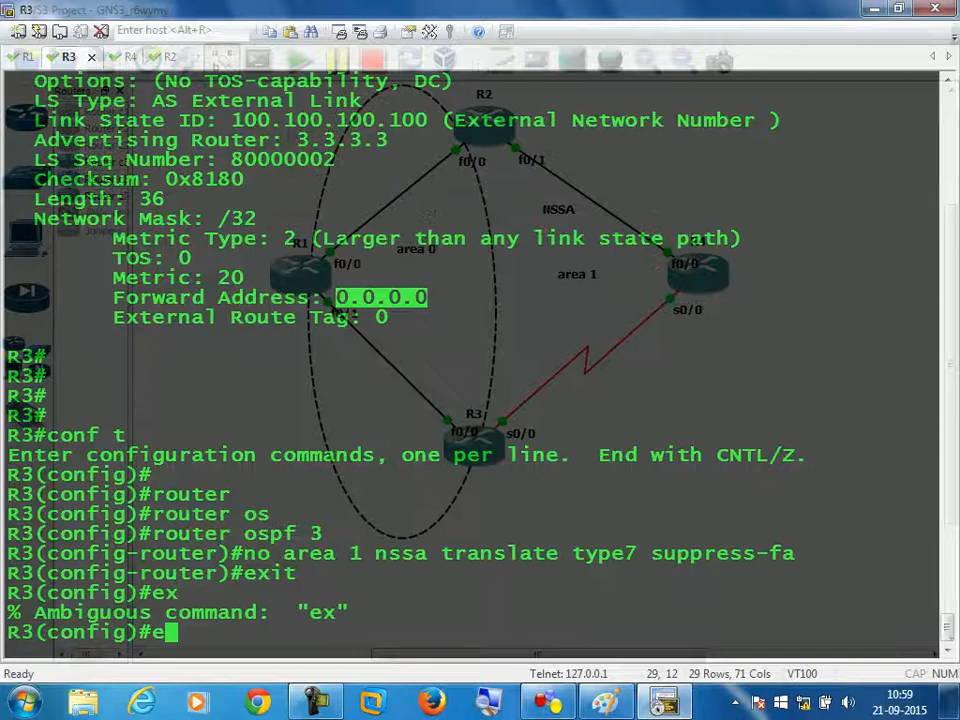 R3/S3 Project - GNS3_r6wymy
Enter host <Alt+R>
R1
R3
R4
R2
Options: (No TOS-capability, DC)
LS Type: AS External Link
Link State ID: 100.100.100.100 (External Network Number )
Advertising Router: 3.3.3.3
LS Seq Number: 80000002
Checksum: 0x8180
Length: 36
Network Mask: /32
Metric Type: 2 (Larger than any link state path)
TOS: 0
Metric: 20
Forward Address: 0.0.0.0
External Route Tag: 0
R3#
R3#
R3#
R3#
R3#conf t
Enter configuration commands, one per line.  End with CNTL/Z.
R3(config)#
R3(config)#router
R3(config)#router os
R3(config)#router ospf 3
R3(config-router)#no area 1 nssa translate type7 suppress-fa
R3(config-router)#exit
R3(config)#ex
% Ambiguous command:  "ex"
R3(config)#e
R2
f0/0
f0/1
NSSA
R1
area 0
f0/0
area 1
f0/0
s0/0
R3
f0/0
s0/0
Ready
Telnet: 127.0.0.1
29, 12
29 Rows, 71 Cols
VT100
CAP
NUM
10:59
21-09-2015